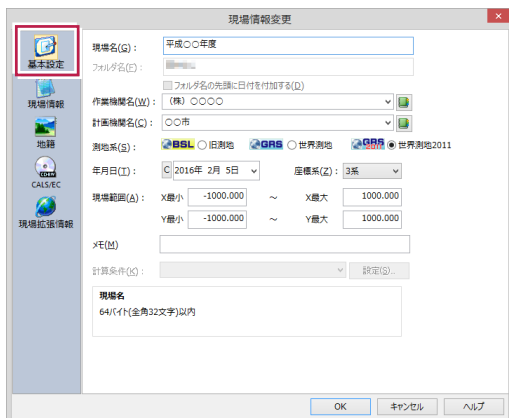 現場情報変更
基本設定
現場情報
地籍
CALS/EC
現場拡張情報
現場名(G)： 平成〇〇年度
フォルダ名(F)：
フォルダ名の先頭に日付を付加する(D)
作業機関名(W)： （株）〇〇〇〇
計画機関名(C)： 〇〇市
測地系(S)： BSL 旧測地 GRS 世界測地 GRS 2011 世界測地2011
年月日(T)： C 2016年 2月 5日 座標系(Z)： 3系
現場範囲(A)： X最小 -1000.000 ～ X最大 1000.000
Y最小 -1000.000 ～ Y最大 1000.000
メモ(M)
計算条件(K)： 設定(S)...
現場名
64バイト(全角32文字)以内
OK キャンセル ヘルプ